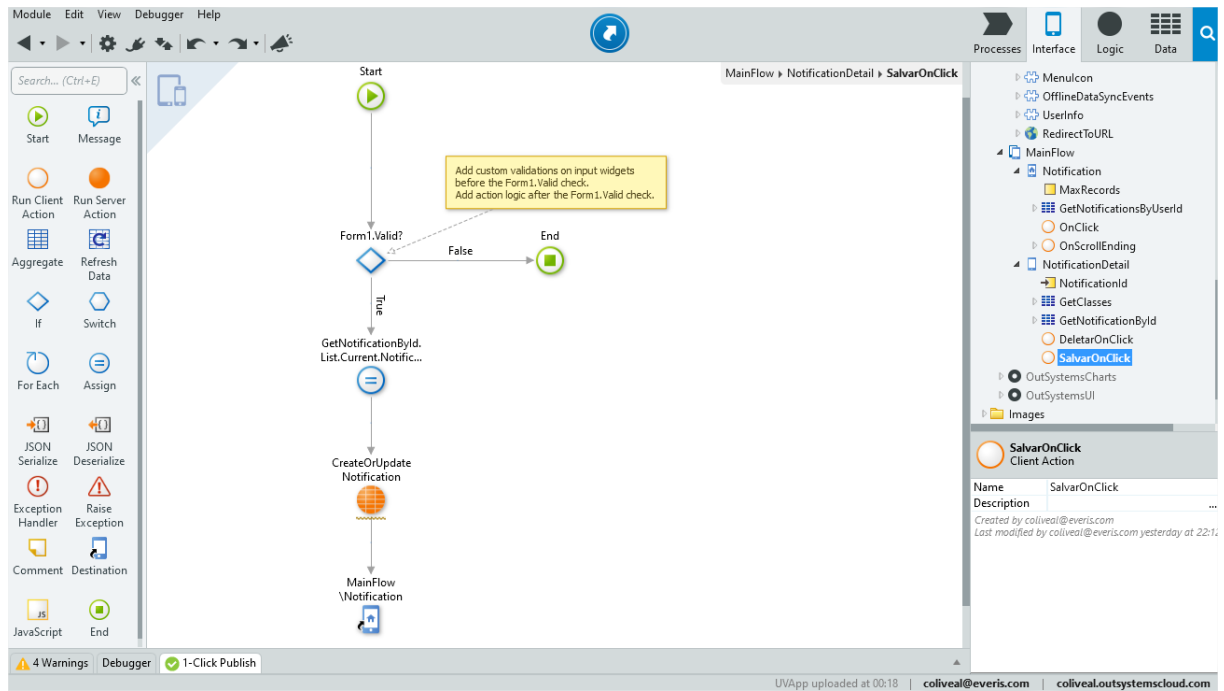 Module Edit View Debugger Help
Processes Interface Logic Data
Search... (Ctrl+E)
Start Message
Run Client Action Run Server Action
Aggregate Refresh Data
If Switch
For Each Assign
JSON Serialize JSON Deserialize
Exception Handler Raise Exception
Comment Destination
JS
JavaScript End
MainFlow NotificationDetail SalvarOnClick
Start
Add custom validations on input widgets
before the Form1.Valid check.
Add action logic after the Form1.Valid check.
Form1.Valid?
False
End
True
GetNotificationById.
List.Current.Notific...
CreateOrUpdate
Notification
MainFlow
\Notification
MenuIcon
OfflineDataSyncEvents
UserInfo
RedirectToURL
MainFlow
Notification
MaxRecords
GetNotificationsByUserId
OnClick
OnScrollEnding
NotificationDetail
NotificationId
GetClasses
GetNotificationById
DeletarOnClick
SalvarOnClick
OutSystemsCharts
OutSystemsUI
Images
SalvarOnClick
Client Action
Name SalvarOnClick
Description ...
Created by coliveal@everis.com
Last modified by coliveal@everis.com yesterday at 22:12
4 Warnings Debugger 1-Click Publish
UVApp uploaded at 00:18 | coliveal@everis.com | coliveal.outsystemscloud.com